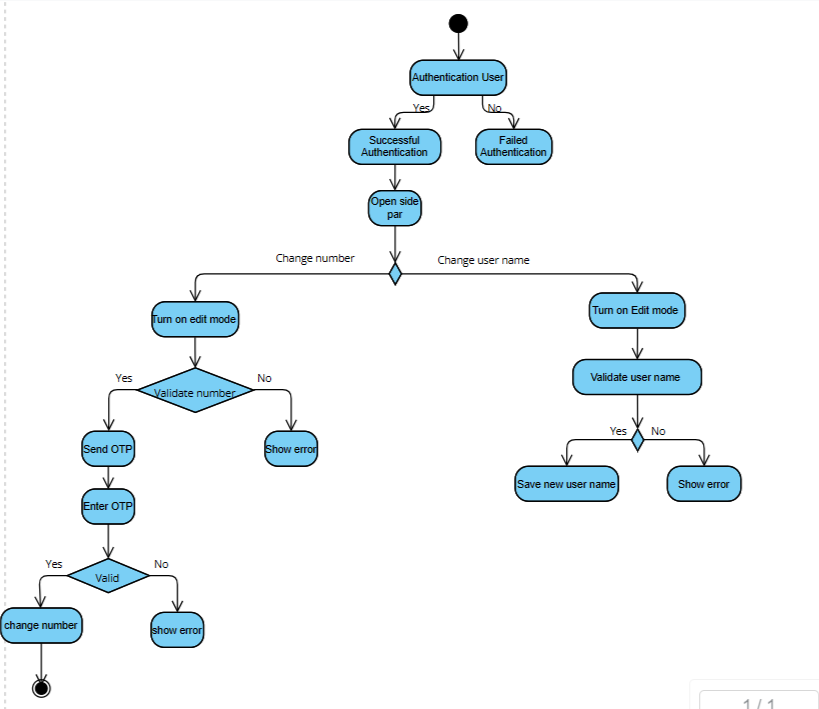 Authentication User
Yes
No
Successful
Authentication
Failed
Authentication
Open side
par
Change number
Change user name
Turn on edit mode
Turn on Edit mode
Yes
Validate number
No
Validate user name
Yes
No
Send OTP
Show error
Save new user name
Show error
Enter OTP
Yes
Valid
No
change number
show error
1 / 1